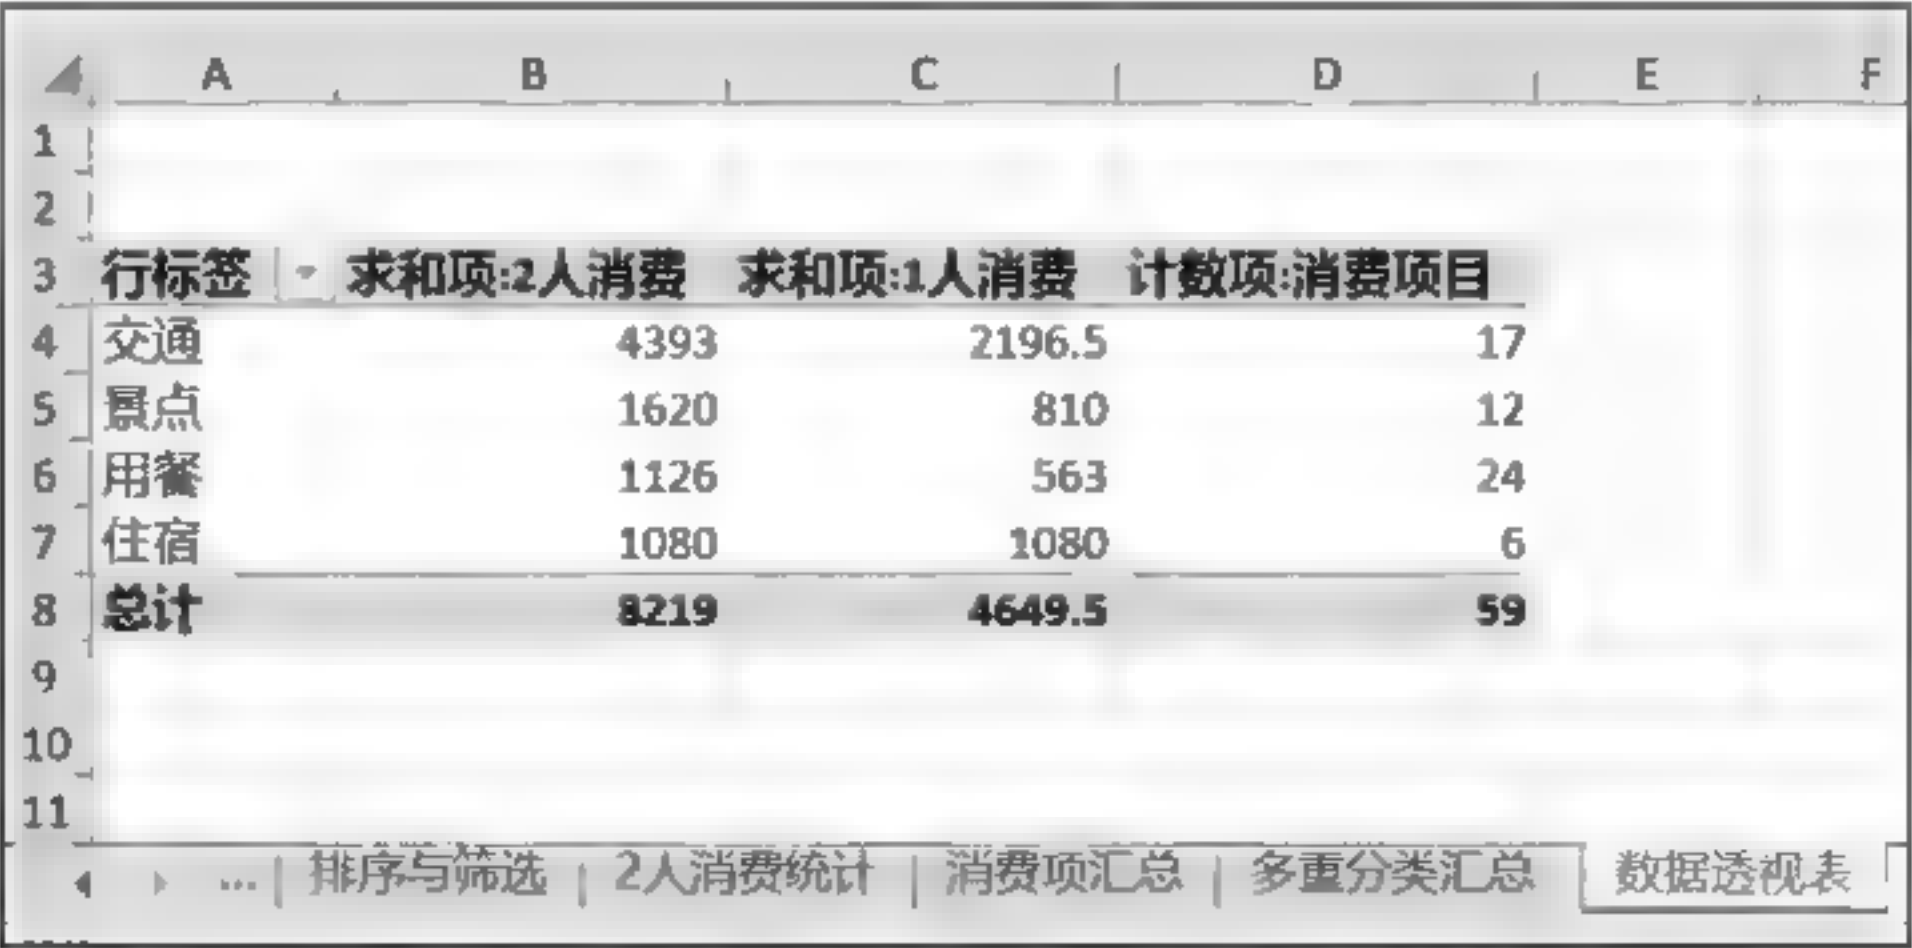 A B C D E F
1
2
3 行标签 求和项:2人消费 求和项:1人消费 计数项:消费项目
4 交通 4393 2196.5 17
5 景点 1620 810 12
6 用餐 1126 563 24
7 住宿 1080 1080 6
8 总计 8219 4649.5 59
9
10
11
... 排序与筛选 2人消费统计 消费项汇总 多重分类汇总 数据透视表